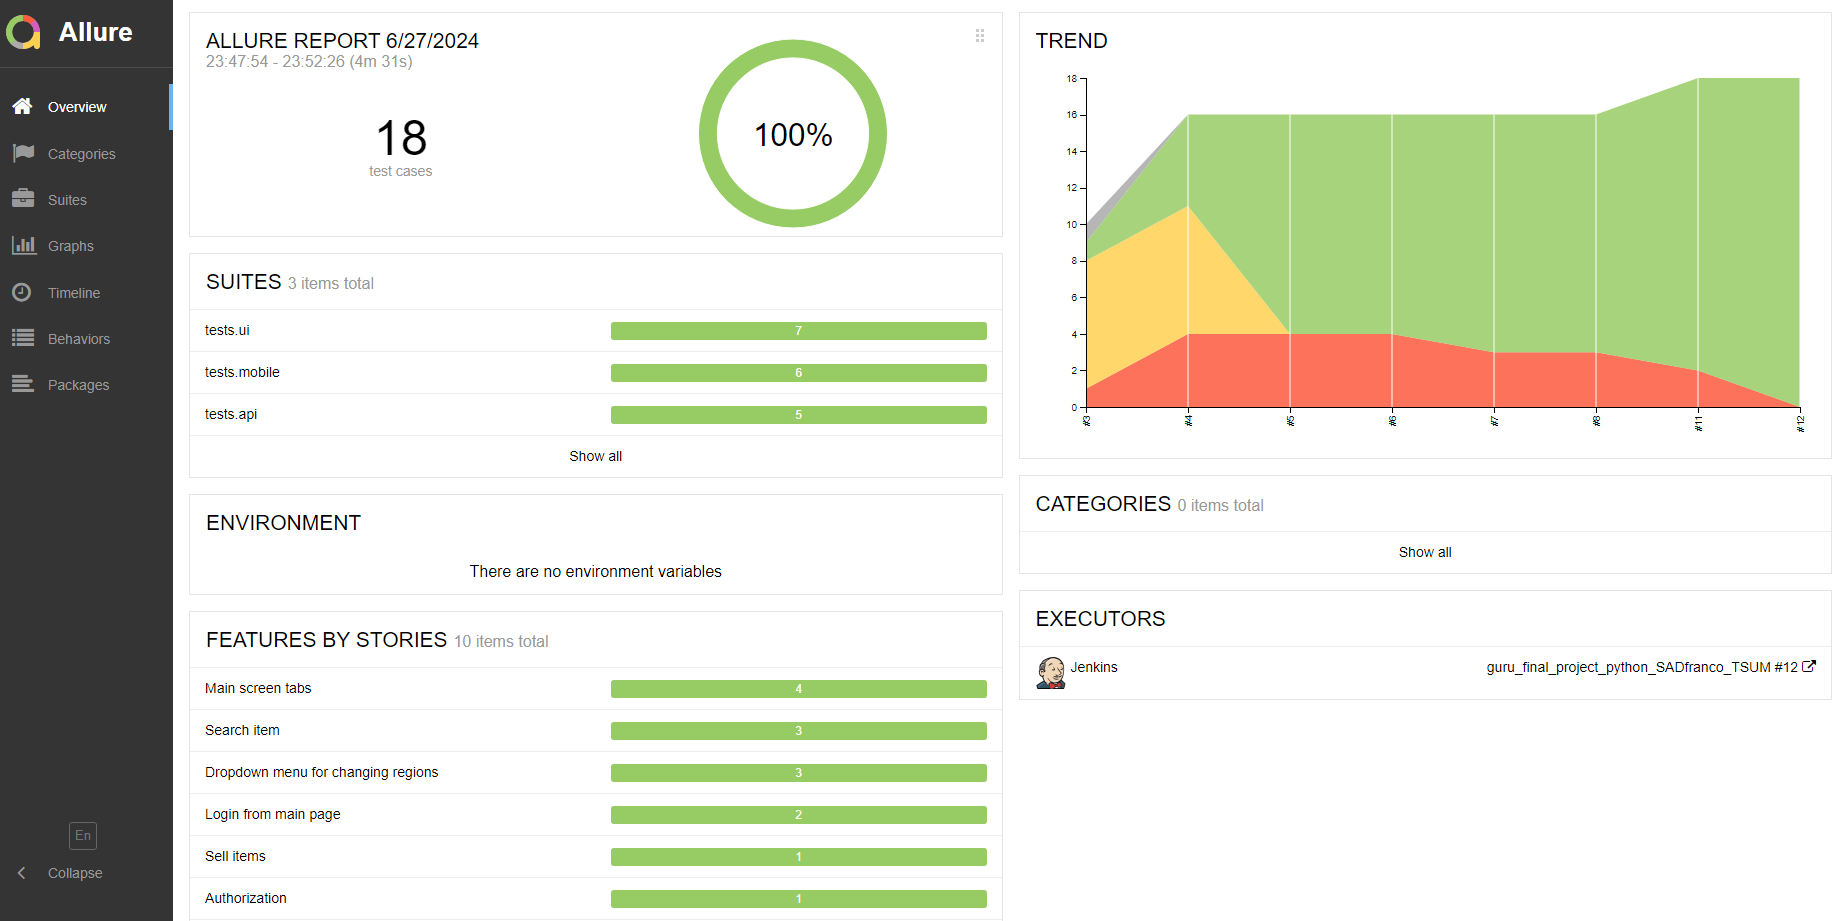 Allure
Overview
Categories
Suites
Graphs
Timeline
Behaviors
Packages
En
Collapse
ALLURE REPORT 6/27/2024
23:47:54 - 23:52:26 (4m 31s)
18
test cases
100%
SUITES 3 items total
tests.ui 7
tests.mobile 6
tests.api 5
Show all
ENVIRONMENT
There are no environment variables
FEATURES BY STORIES 10 items total
Main screen tabs 4
Search item 3
Dropdown menu for changing regions 3
Login from main page 2
Sell items 1
Authorization 1
TREND
18
16
14
12
10
8
6
4
2
0
#3 #4 #5 #6 #7 #8 #11 #12
CATEGORIES 0 items total
Show all
EXECUTORS
Jenkins guru_final_project_python_SADfranco_TSUM #12